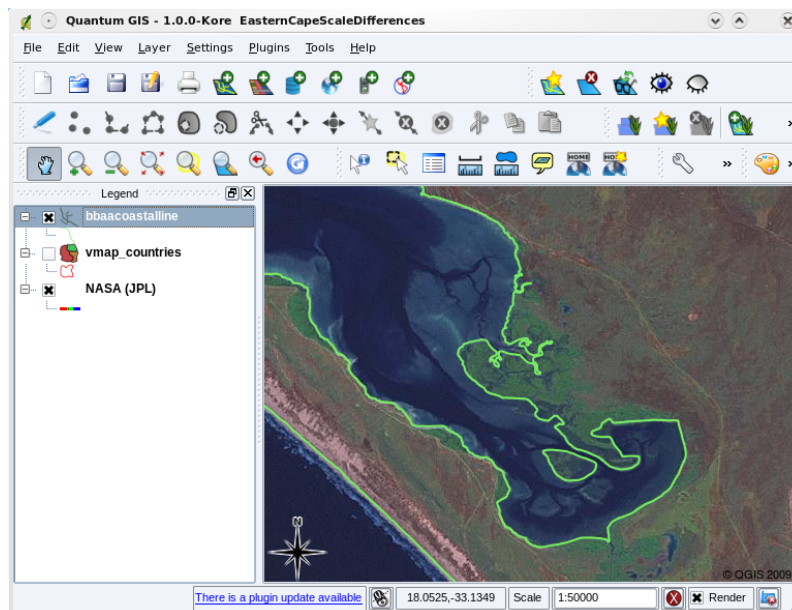 Quantum GIS - 1.0.0-Kore EasternCapeScaleDifferences
File Edit View Layer Settings Plugins Tools Help
Legend
bbaacoastalline
vmap_countries
NASA (JPL)
N
© QGIS 2009
There is a plugin update available 18.0525,-33.1349 Scale 1:50000 Render